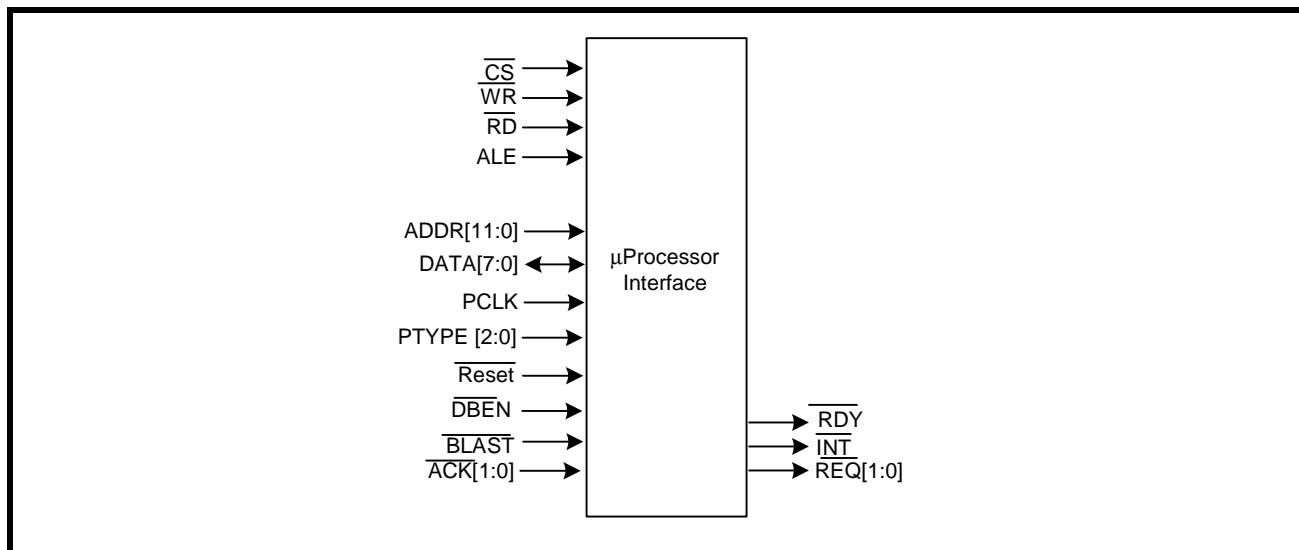 CS
WR
RD
ALE
ADDR[11:0]
DATA[7:0]
PCLK
PTYPE [2:0]
Reset
DBEN
BLAST
ACK[1:0]
μProcessor
Interface
RDY
INT
REQ[1:0]